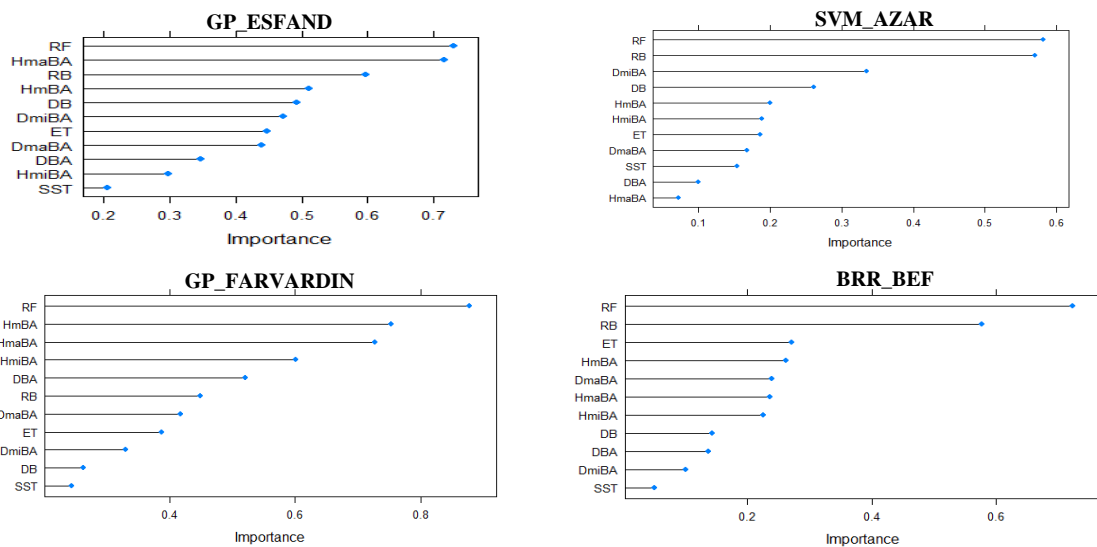 GP_ESFAND
RF
HmaBA
RB
HmBA
DB
DmiBA
ET
DmaBA
DBA
HmiBA
SST
0.2 0.3 0.4 0.5 0.6 0.7
Importance
SVM_AZAR
RF
RB
DmiBA
DB
HmBA
HmiBA
ET
DmaBA
SST
DBA
HmaBA
0.1 0.2 0.3 0.4 0.5 0.6
Importance
GP_FARVARDIN
RF
HmBA
HmaBA
HmiBA
DBA
RB
DmaBA
ET
DmiBA
DB
SST
0.4 0.6 0.8
Importance
BRR_BEF
RF
RB
ET
HmBA
DmaBA
HmaBA
HmiBA
DB
DBA
DmiBA
SST
0.2 0.4 0.6
Importance